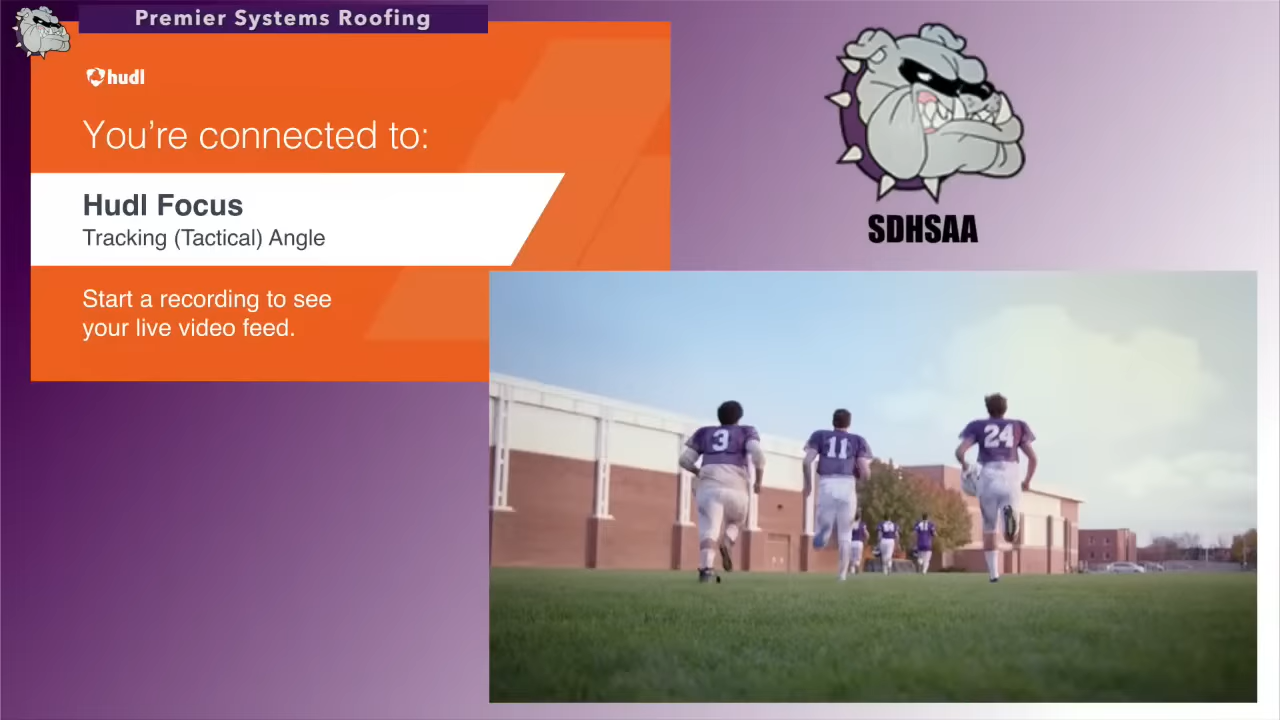 Premier Systems Roofing
hudl
You're connected to:
Hudl Focus
Tracking (Tactical) Angle
Start a recording to see
your live video feed.
SDHSAA
3
11
24